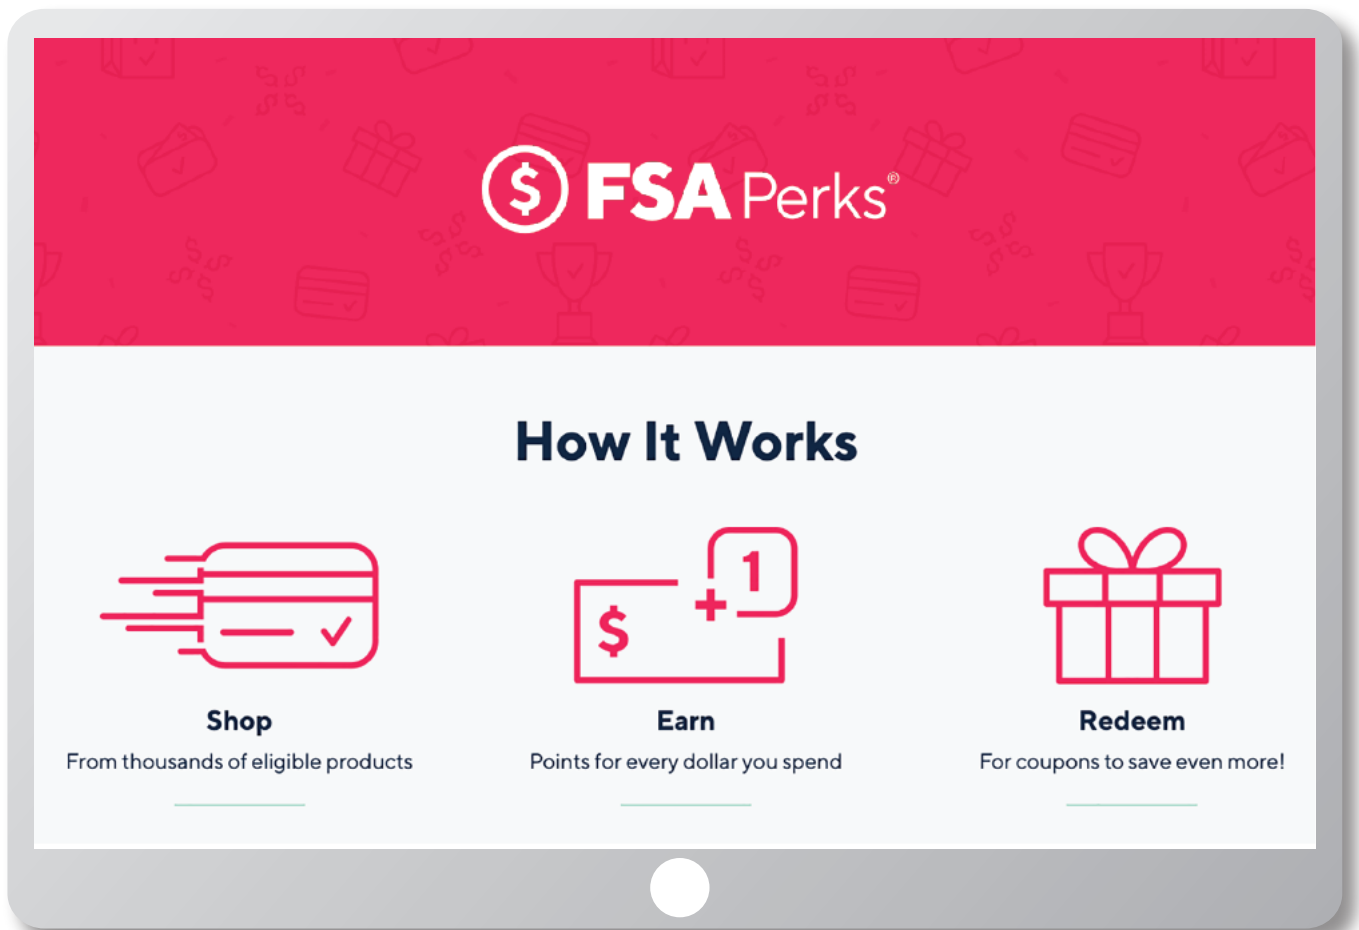 $ FSA Perks®
How It Works
$ + 1
Shop
Earn
Redeem
From thousands of eligible products
Points for every dollar you spend
For coupons to save even more!